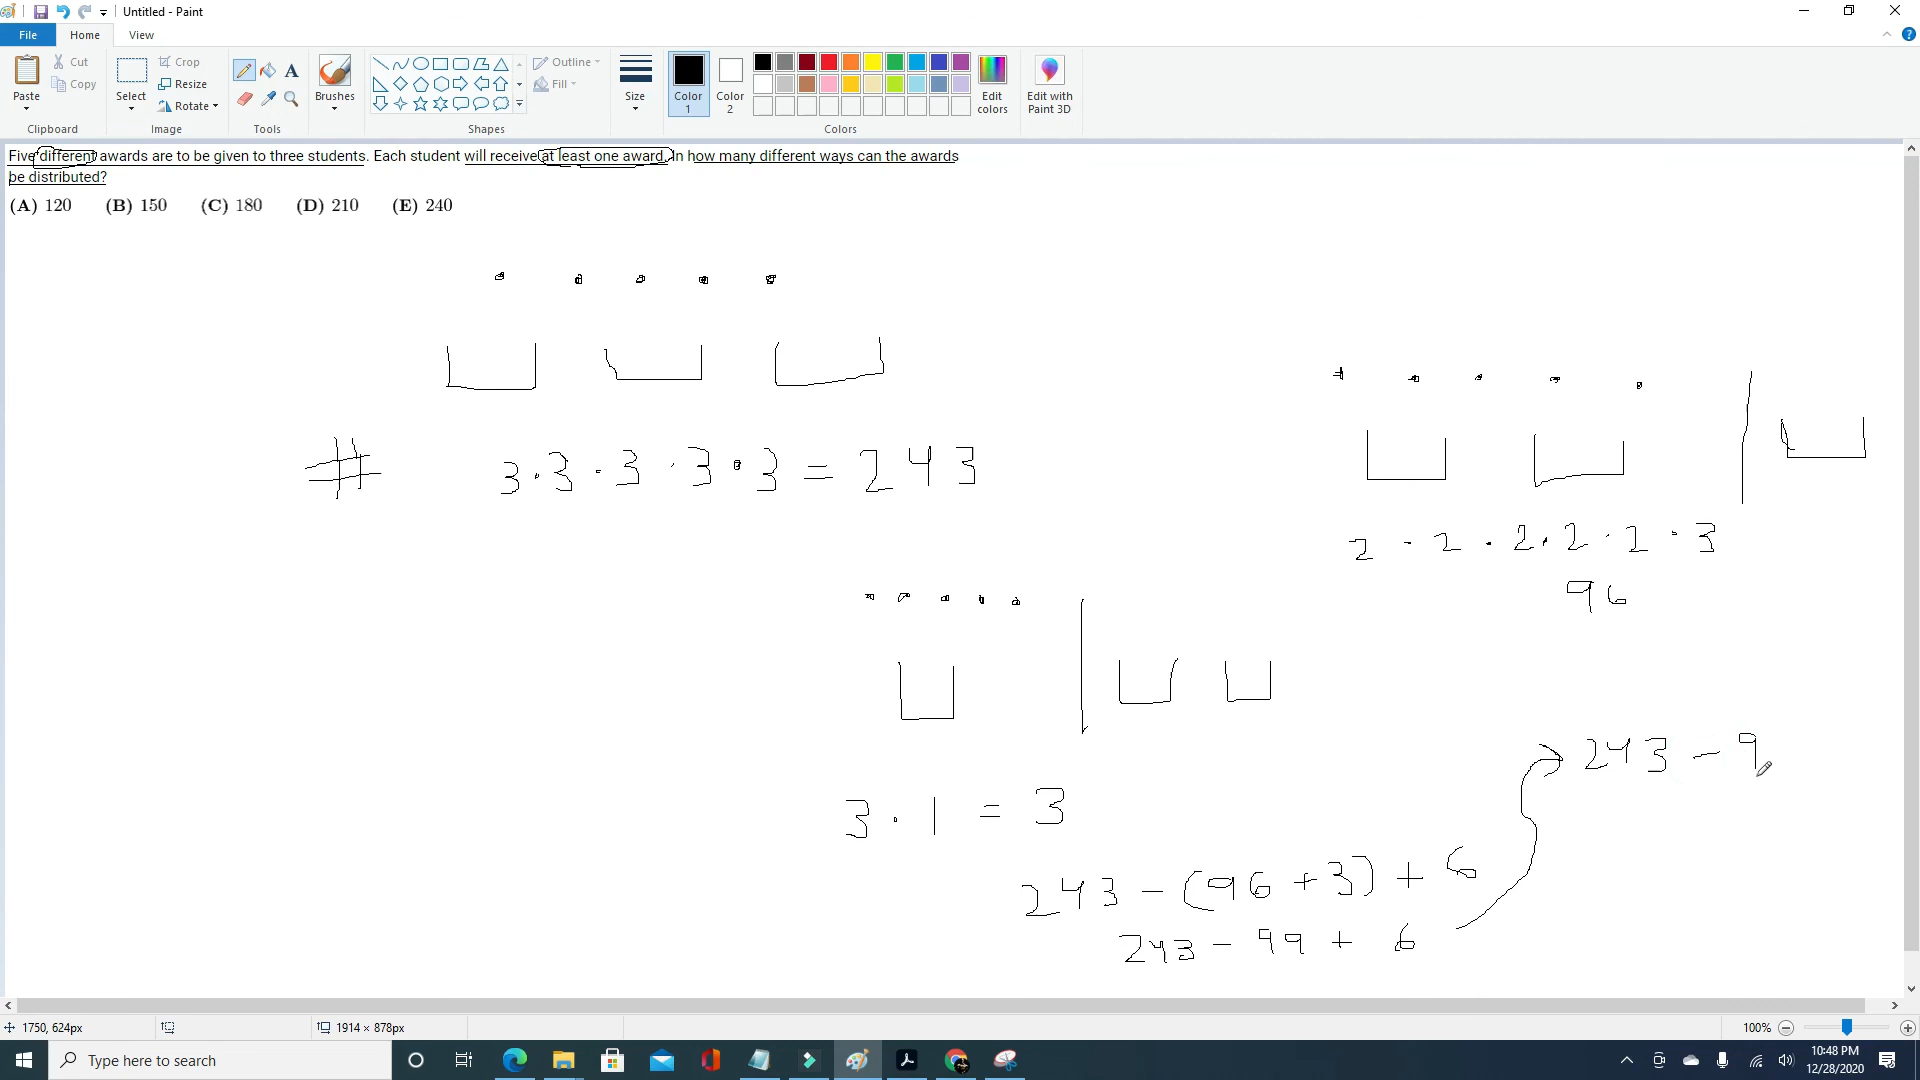 Untitled - Paint
File Home View
Paste Cut Copy
Clipboard
Select Crop Resize Rotate
Image
Tools
Brushes
Shapes
Outline
Fill
Size
Color 1
Color 2
Colors
Edit colors
Edit with Paint 3D
Five different awards are to be given to three students. Each student will receive at least one award. In how many different ways can the awards
be distributed?
(A) 120 (B) 150 (C) 180 (D) 210 (E) 240
# 3 · 3 · 3 · 3 · 3 = 243
2 · 2 · 2 · 2 · 2 · 3
96
243 - 9
3 · 1 = 3
243 - (96 + 3) + 6
243 - 99 + 6
1750, 624px
1914 × 878px
100%
Type here to search
10:48 PM
12/28/2020